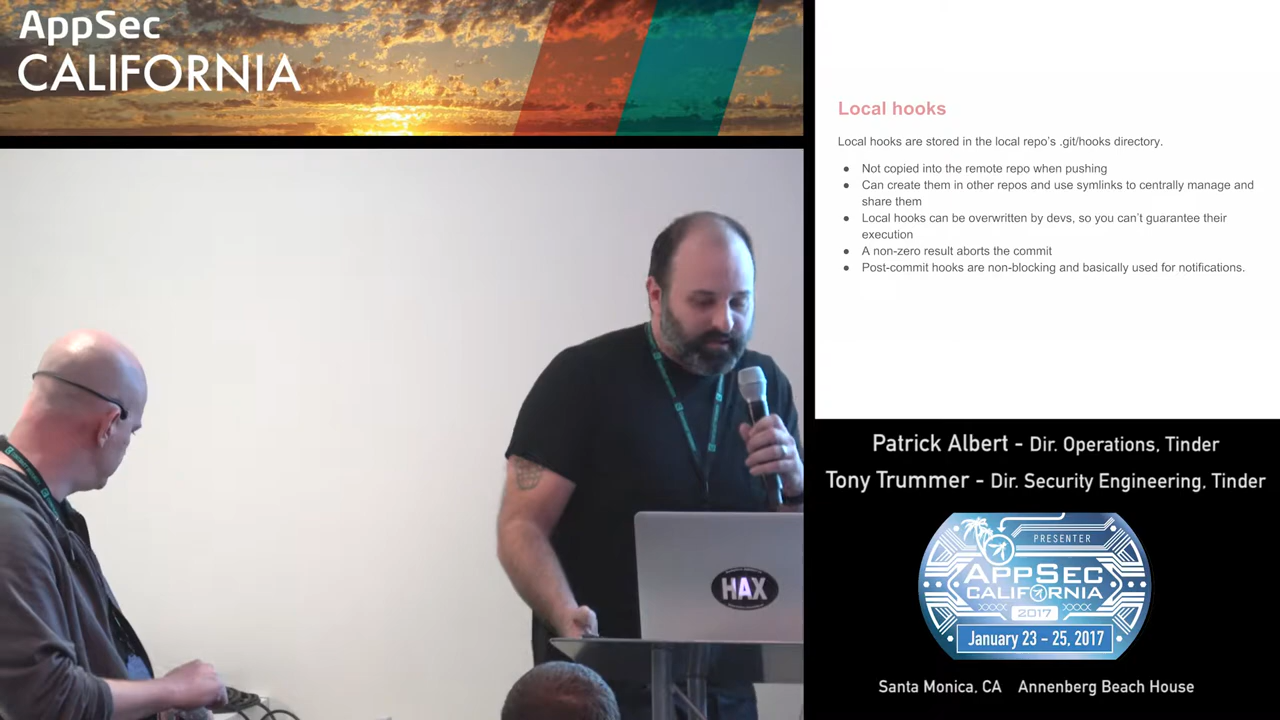 AppSec
CALIFORNIA
Local hooks
Local hooks are stored in the local repo's .git/hooks directory.
● Not copied into the remote repo when pushing
● Can create them in other repos and use symlinks to centrally manage and
share them
● Local hooks can be overwritten by devs, so you can't guarantee their
execution
● A non-zero result aborts the commit
● Post-commit hooks are non-blocking and basically used for notifications.
HAX
Patrick Albert - Dir. Operations, Tinder
Tony Trummer - Dir. Security Engineering, Tinder
PRESENTER
APPSEC
CALIFORNIA
XXXX 2017 XXXX
January 23 - 25, 2017
Santa Monica, CA Annenberg Beach House